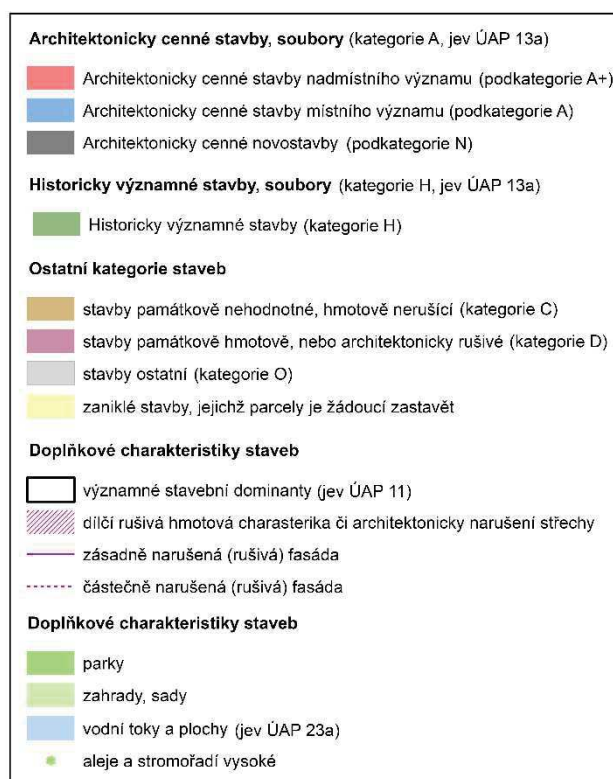 Architektonicky cenné stavby, soubory (kategorie A, jev ÚAP 13a)
Architektonicky cenné stavby nadmístního významu (podkategorie A+)
Architektonicky cenné stavby místního významu (podkategorie A)
Architektonicky cenné novostavby (podkategorie N)
Historicky významné stavby, soubory (kategorie H, jev ÚAP 13a)
Historicky významné stavby (kategorie H)
Ostatní kategorie staveb
stavby památkově nehodnotné, hmotově nerušící (kategorie C)
stavby památkově hmotově, nebo architektonicky rušivé (kategorie D)
stavby ostatní (kategorie O)
zaniklé stavby, jejichž parcely je žádoucí zastavět
Doplňkové charakteristiky staveb
významné stavební dominanty (jev ÚAP 11)
dílčí rušivá hmotová charasterika či architektonicky narušení střechy
zásadně narušená (rušivá) fasáda
částečně narušená (rušivá) fasáda
Doplňkové charakteristiky staveb
parky
zahrady, sady
vodní toky a plochy (jev ÚAP 23a)
aleje a stromořadí vysoké